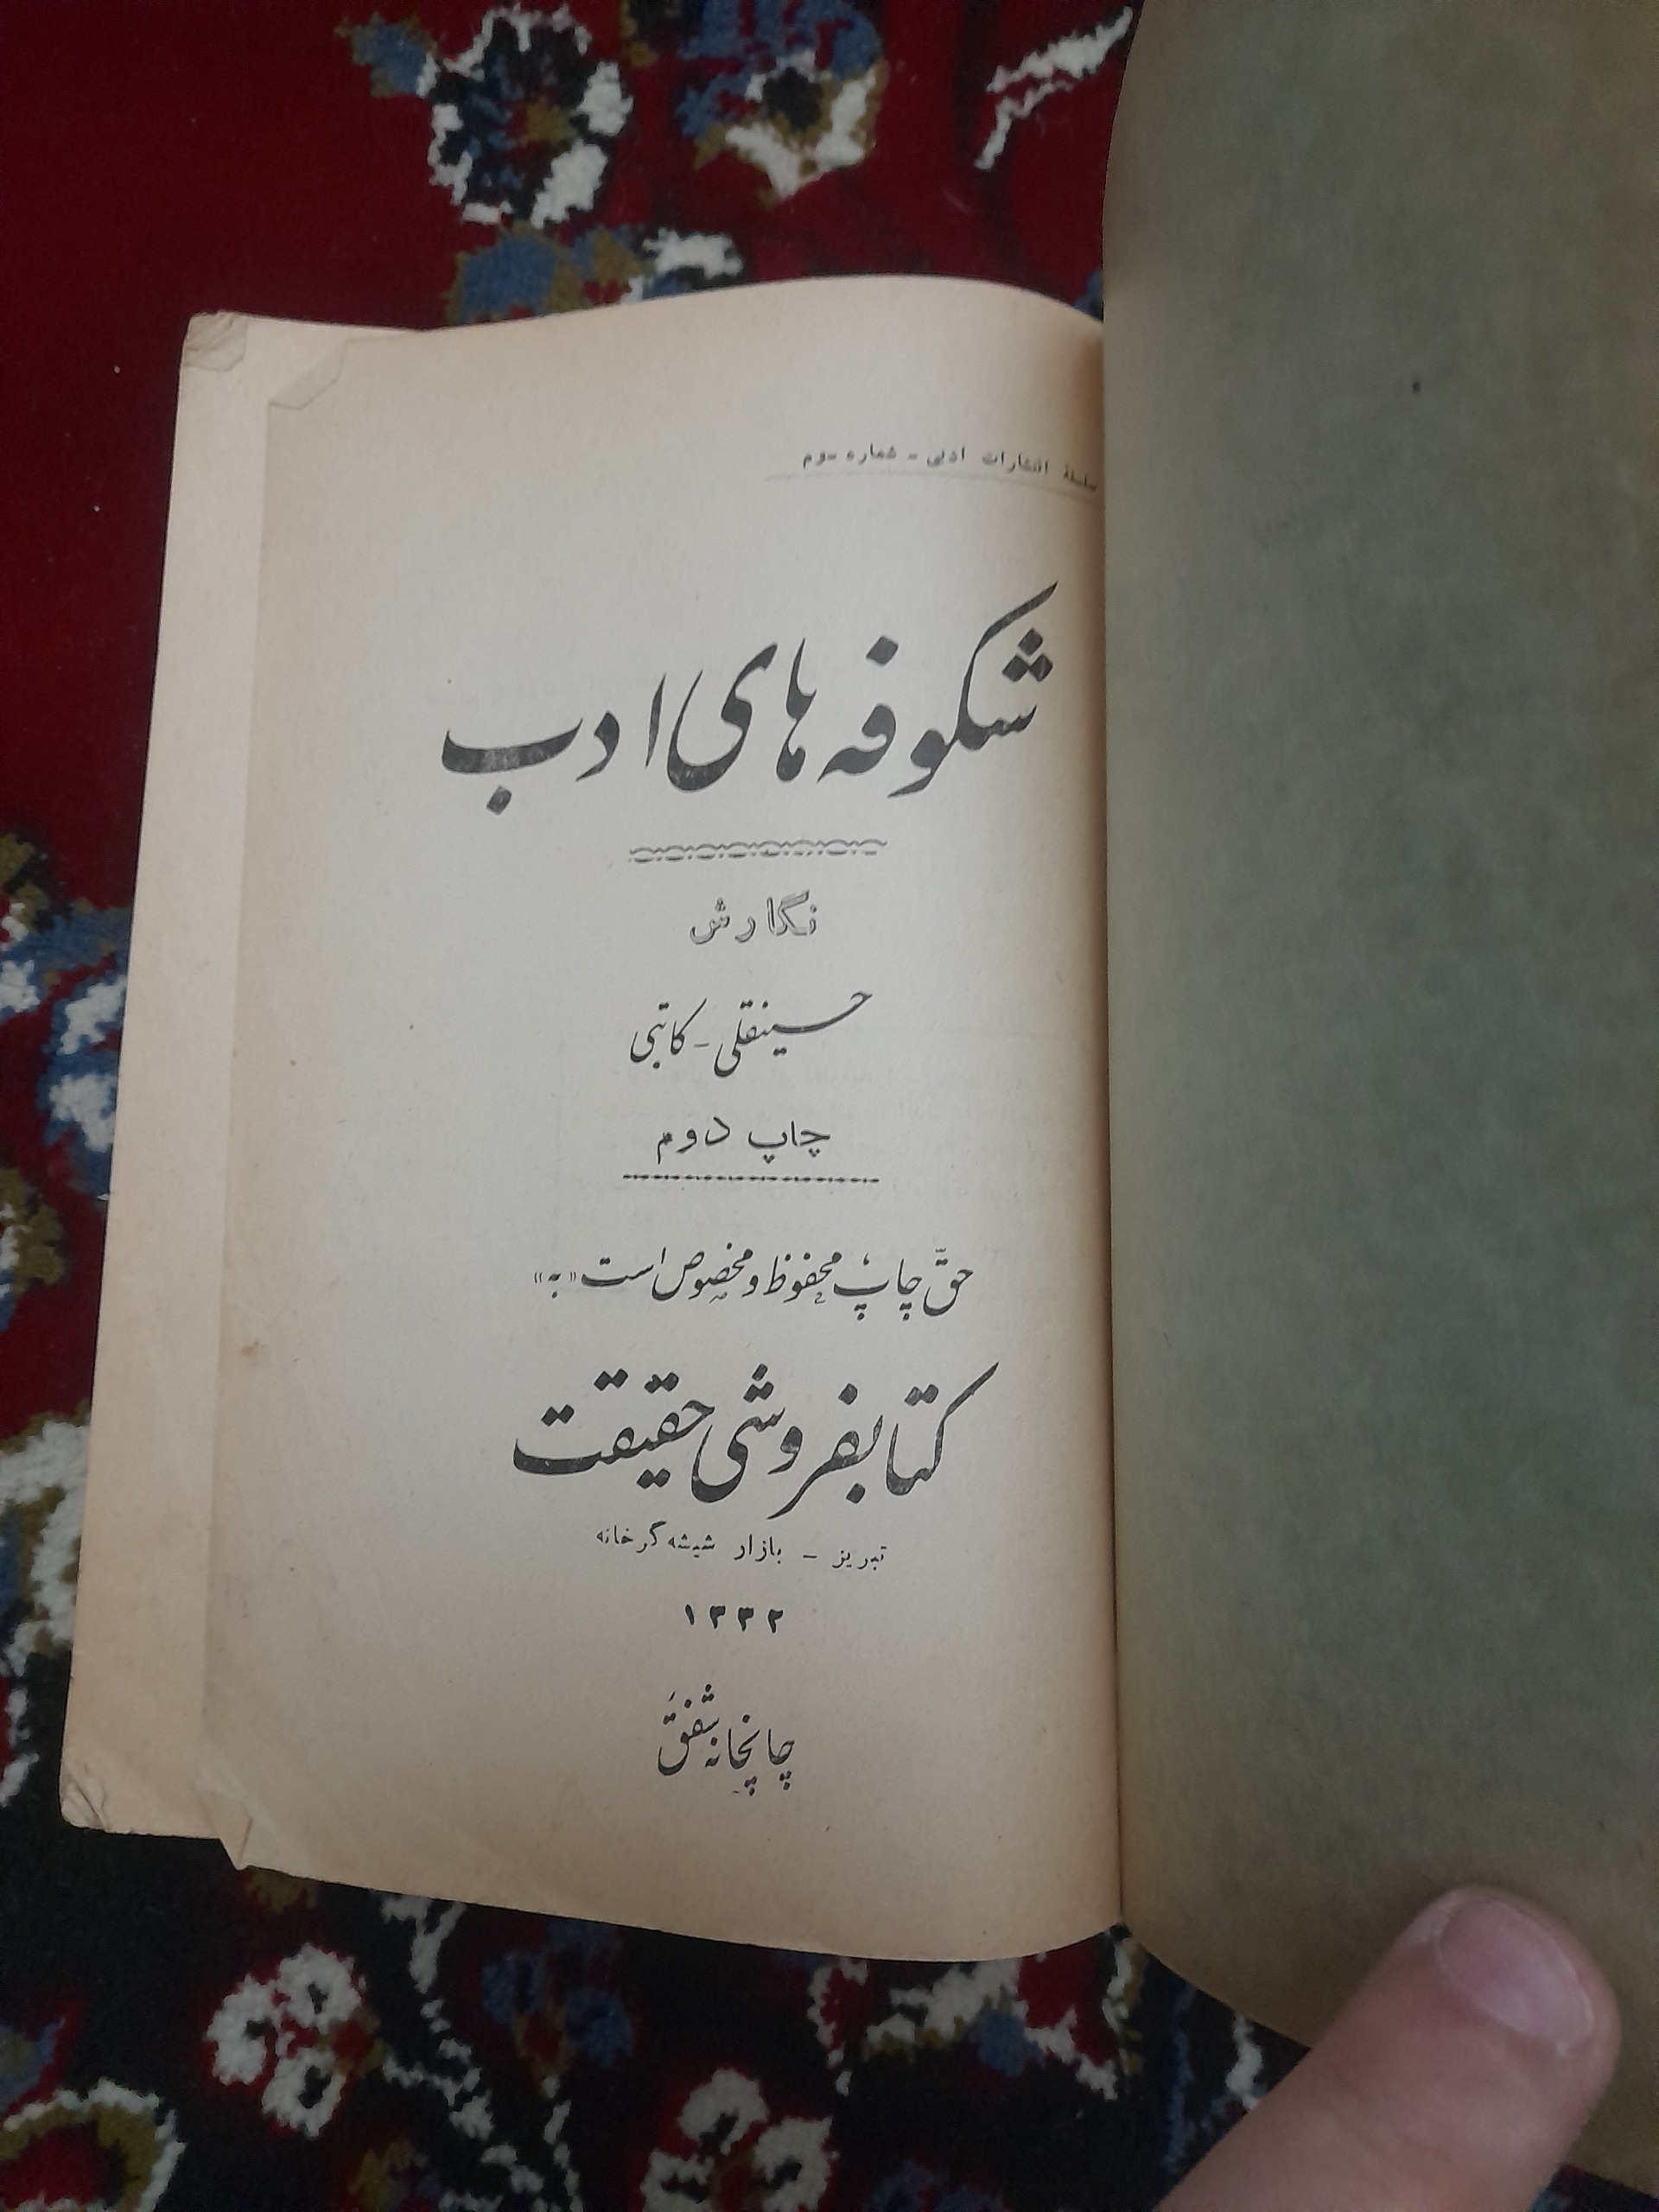 سلسلهٔ انتشارات ادبی ـ شماره سوم
شکوفه های ادب
نگارش
حسینقلی ـ کاتبی
چاپ دوم
حقّ چاپ محفوظ و مخصوص است «به»
کتابفروشی حقیقت
تبریز ـ بازار شیشه گرخانه
۱۳۳۲
چاپخانه شفق